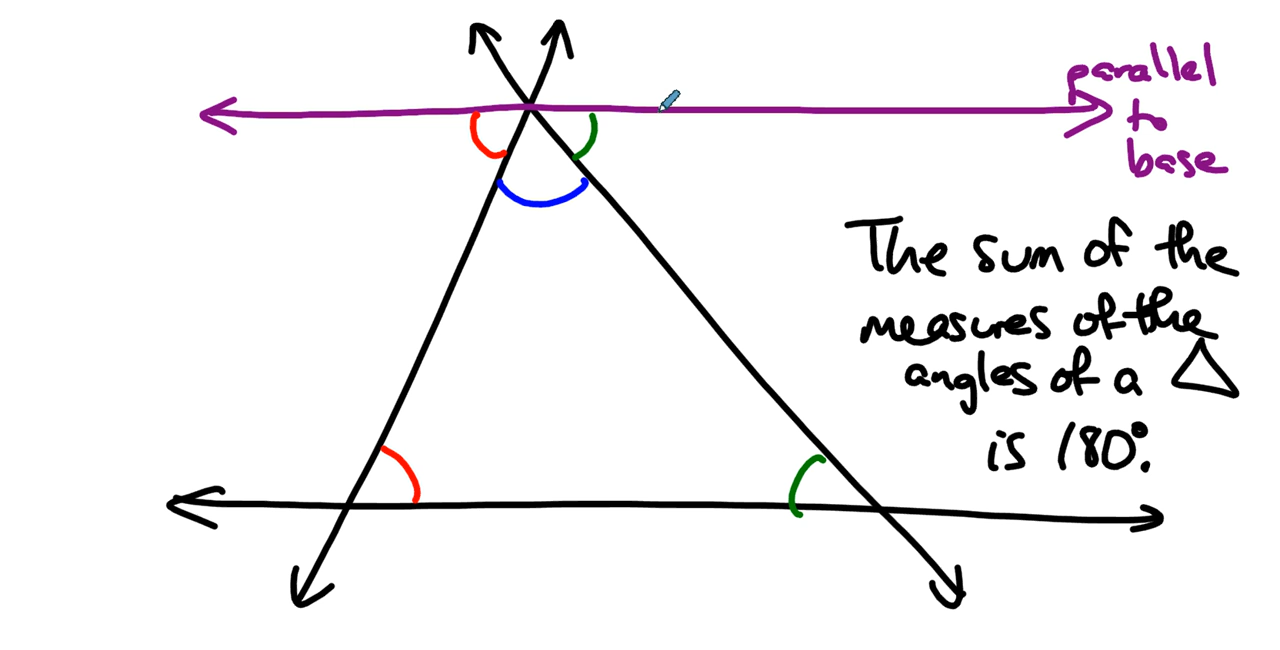 parallel
to
base
The sum of the
measures of the
angles of a △
is 180°.